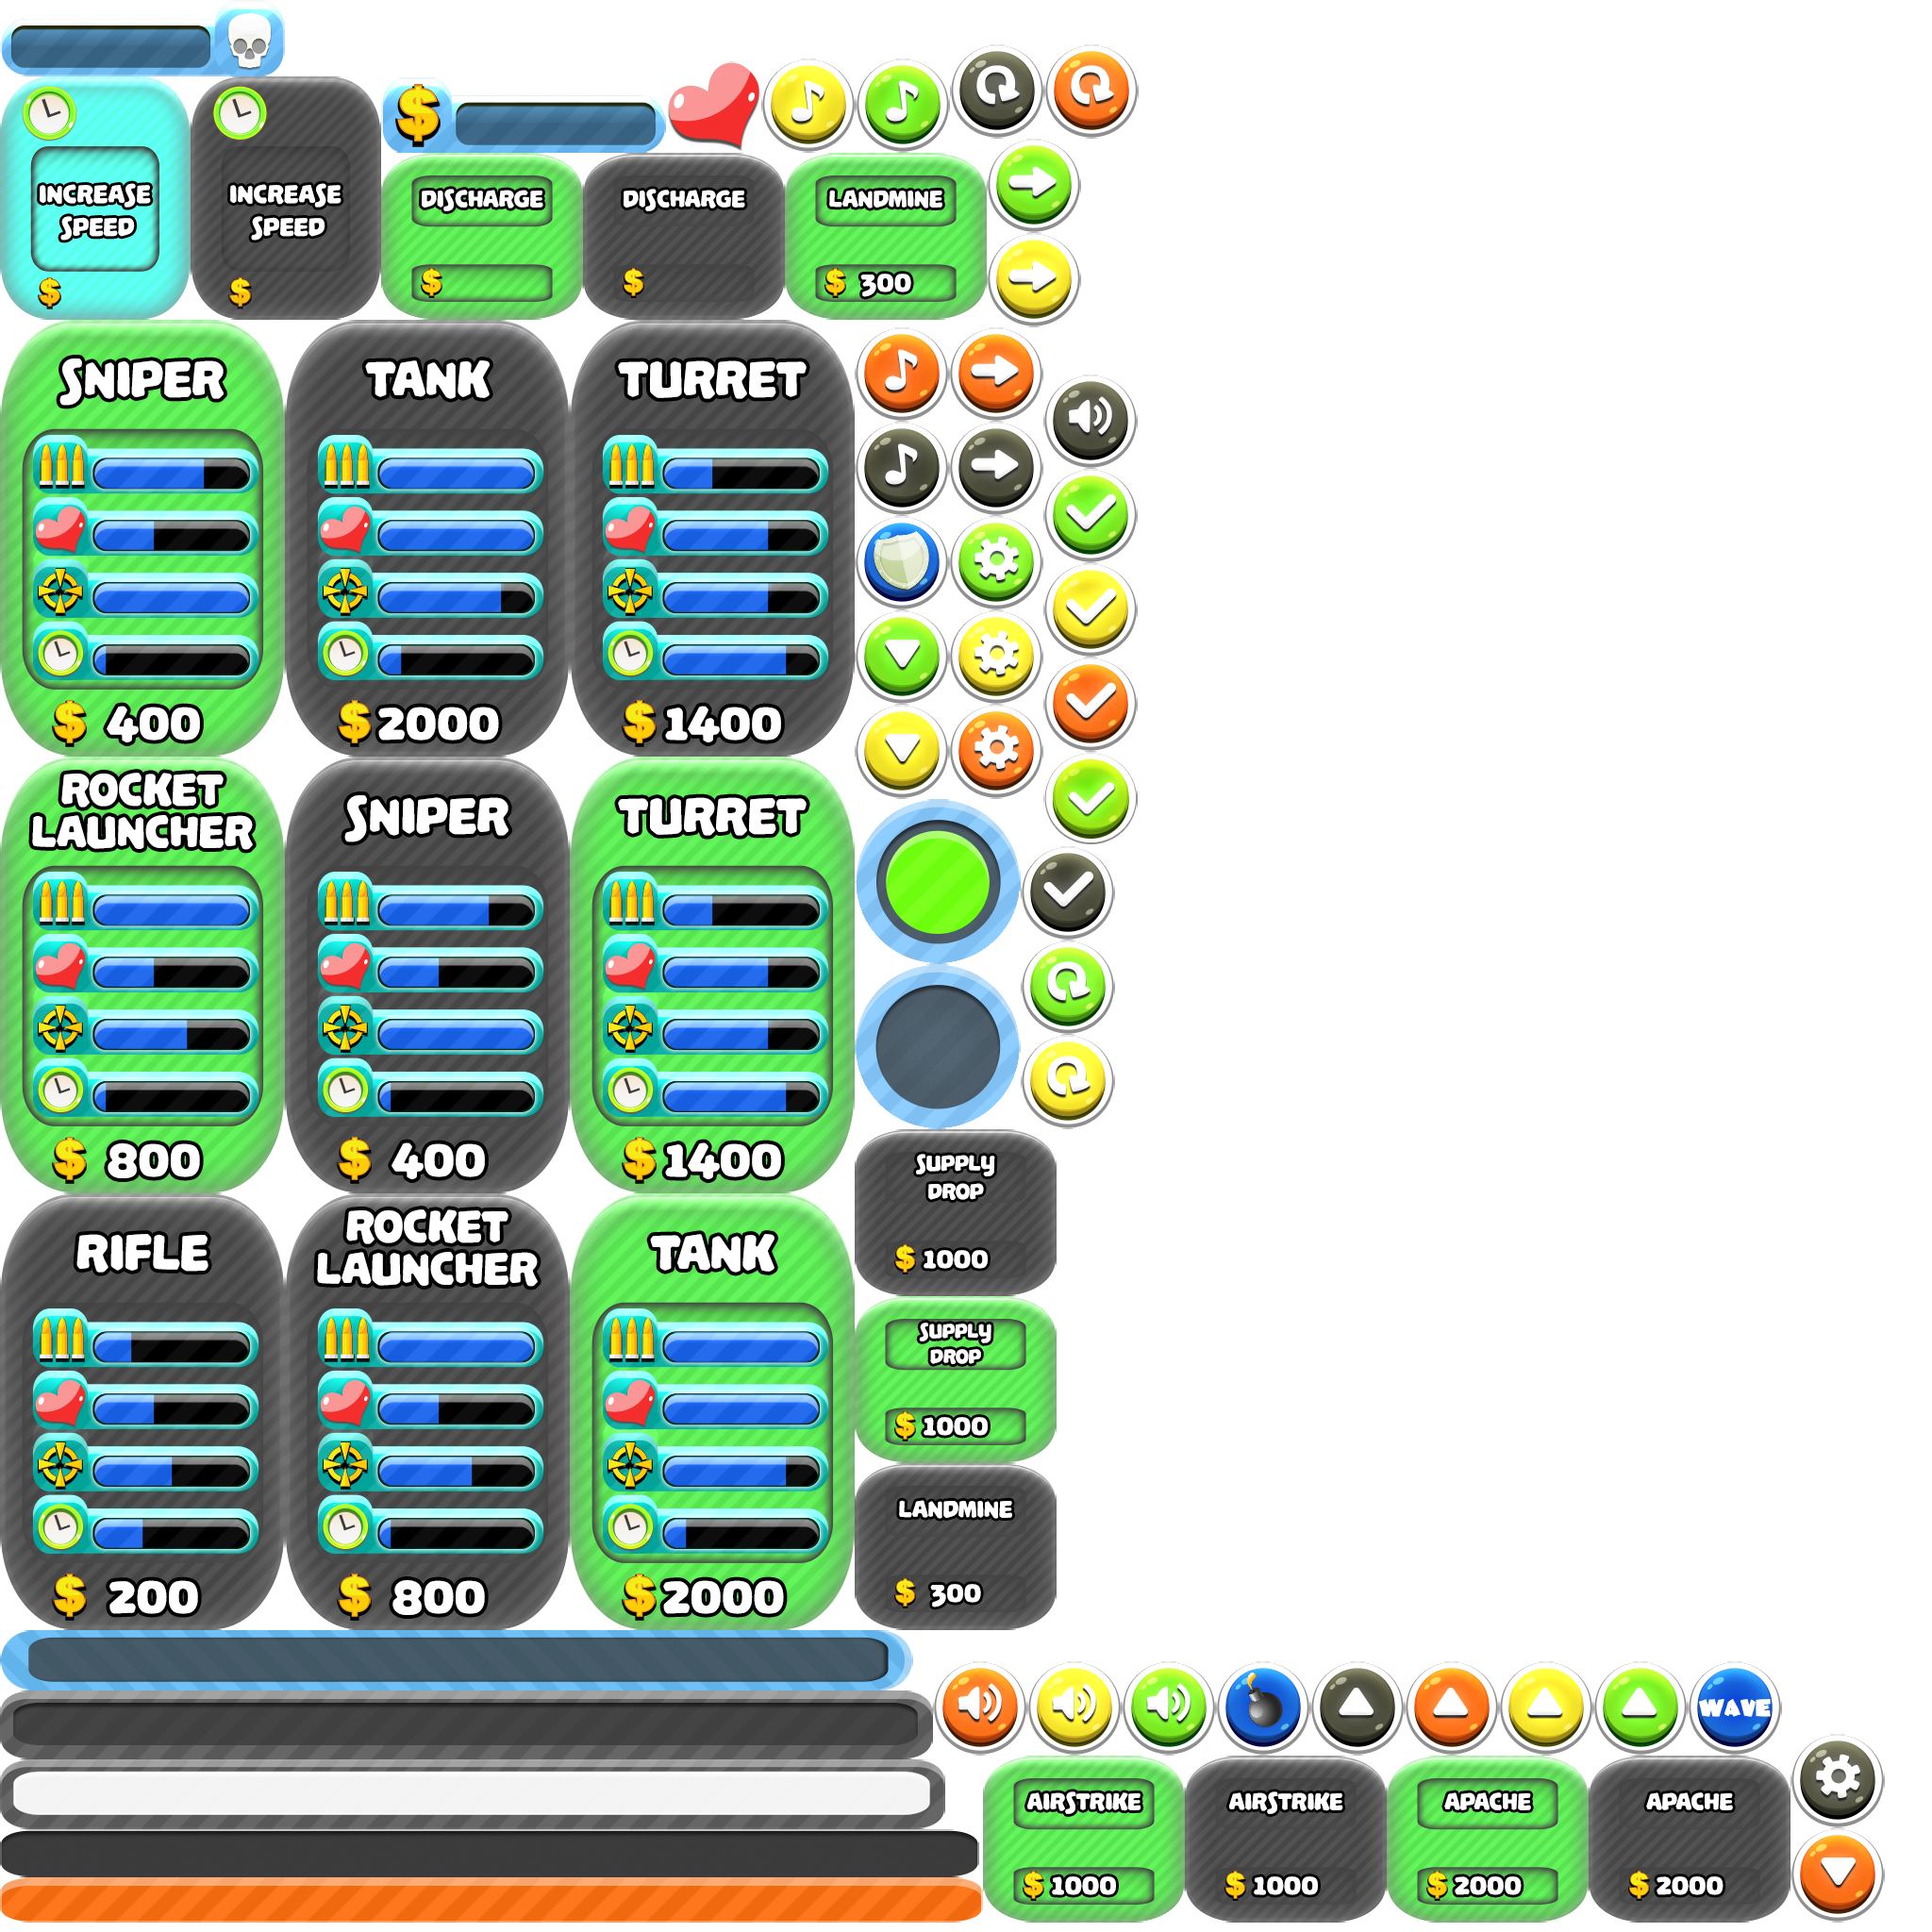 INCREASE
SPEED
$
INCREASE
SPEED
$
$
DISCHARGE
$
DISCHARGE
$
LANDMINE
$ 300
SNIPER
$ 400
TANK
$ 2000
TURRET
$ 1400
ROCKET
LAUNCHER
$ 800
SNIPER
$ 400
TURRET
$ 1400
RIFLE
$ 200
ROCKET
LAUNCHER
$ 800
TANK
$ 2000
SUPPLY
DROP
$ 1000
SUPPLY
DROP
$ 1000
LANDMINE
$ 300
WAVE
AIRSTRIKE
$ 1000
AIRSTRIKE
$ 1000
APACHE
$ 2000
APACHE
$ 2000